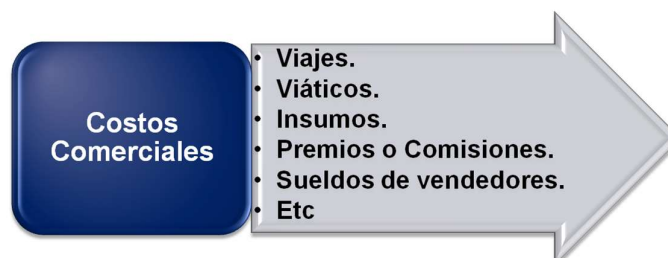 Costos
Comerciales
• Viajes.
• Viáticos.
• Insumos.
• Premios o Comisiones.
• Sueldos de vendedores.
• Etc